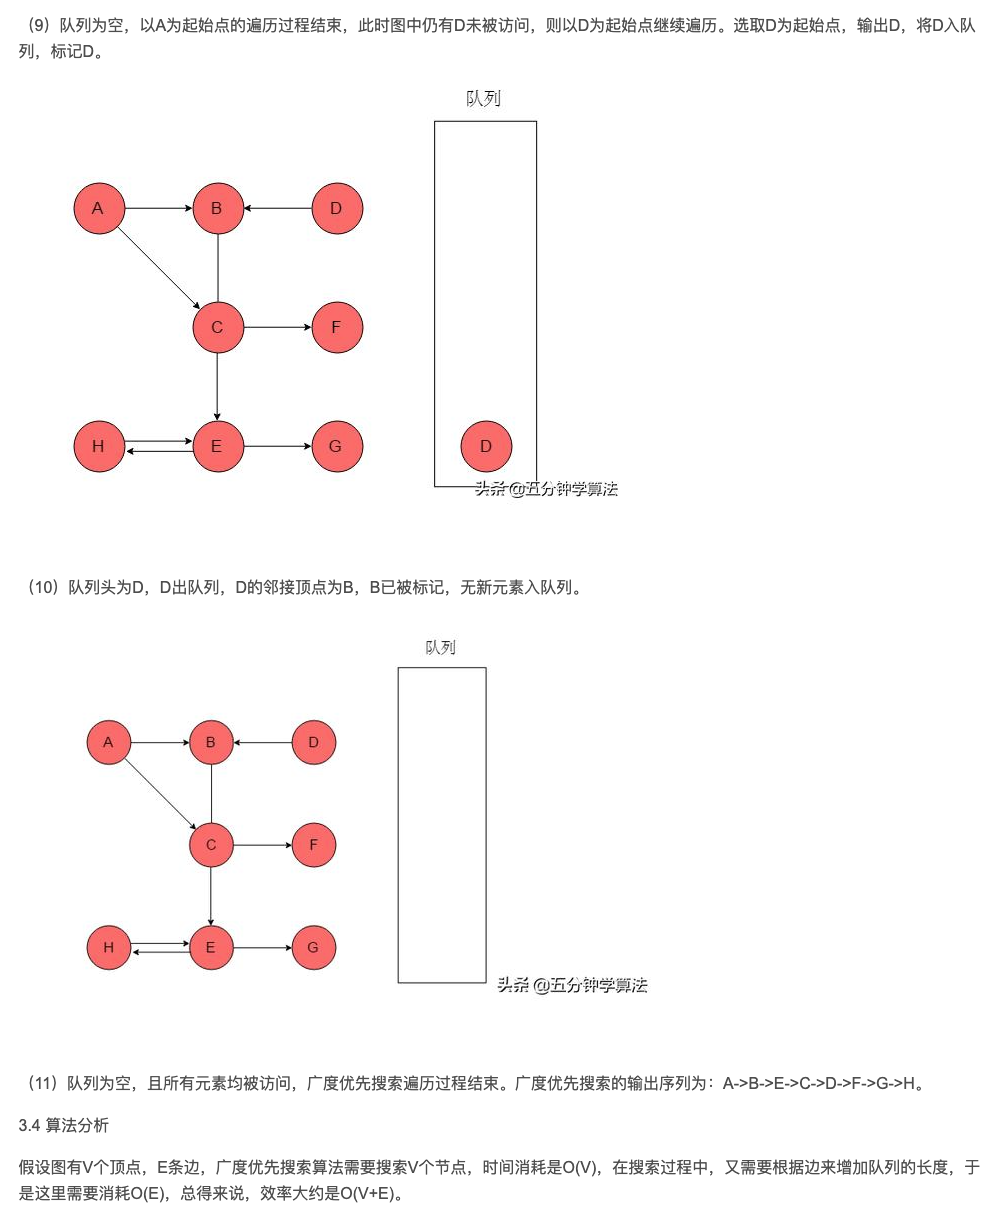 （9）队列为空，以A为起始点的遍历过程结束，此时图中仍有D未被访问，则以D为起始点继续遍历。选取D为起始点，输出D，将D入队
列，标记D。
队列
A
B
D
C
F
H
E
G
D
头条 @五分钟学算法
（10）队列头为D，D出队列，D的邻接顶点为B，B已被标记，无新元素入队列。
队列
A
B
D
C
F
H
E
G
头条 @五分钟学算法
（11）队列为空，且所有元素均被访问，广度优先搜索遍历过程结束。广度优先搜索的输出序列为：A->B->E->C->D->F->G->H。
3.4 算法分析
假设图有V个顶点，E条边，广度优先搜索算法需要搜索V个节点，时间消耗是O(V)，在搜索过程中，又需要根据边来增加队列的长度，于
是这里需要消耗O(E)，总得来说，效率大约是O(V+E)。